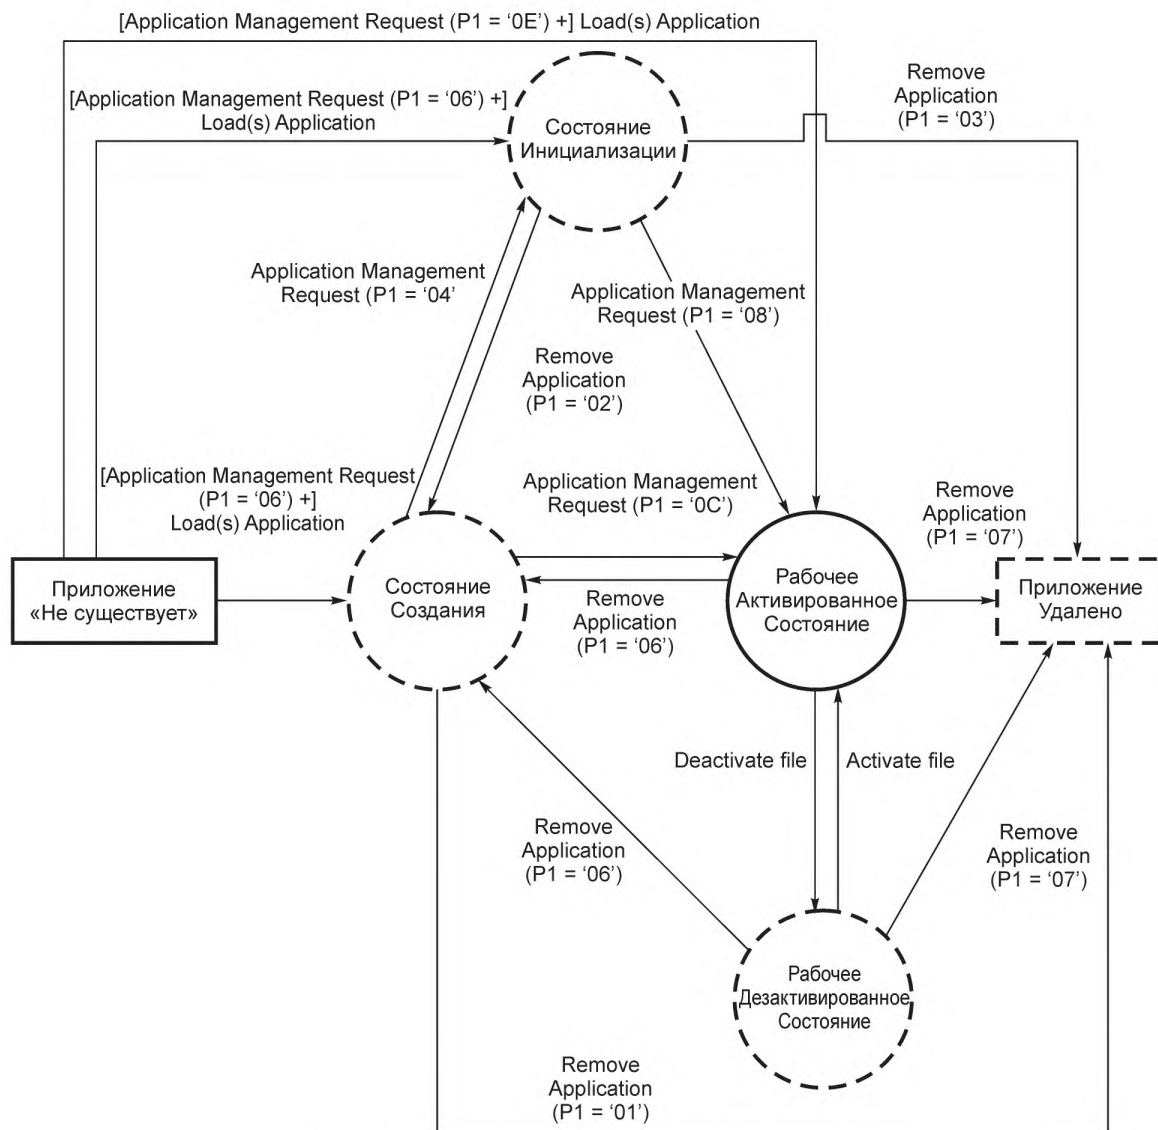 [Application Management Request (P1 = ‘0E’) +] Load(s) Application
Remove
Application
(P1 = ‘03’)
[Application Management Request (P1 = ‘06’) +]
Load(s) Application
Состояние
Инициализации
Application Management
Request (P1 = ‘04’
Application Management
Request (P1 = ‘08’)
Remove
Application
(P1 = ‘02’)
[Application Management Request
(P1 = ‘06’) +]
Load(s) Application
Application Management
Request (P1 = ‘0C’)
Remove
Application
(P1 = ‘07’)
Приложение
«Не существует»
Состояние
Создания
Рабочее
Активированное
Состояние
Приложение
Удалено
Remove
Application
(P1 = ‘06’)
Deactivate file
Activate file
Remove
Application
(P1 = ‘06’)
Remove
Application
(P1 = ‘07’)
Рабочее
Дезактивированное
Состояние
Remove
Application
(P1 = ‘01’)